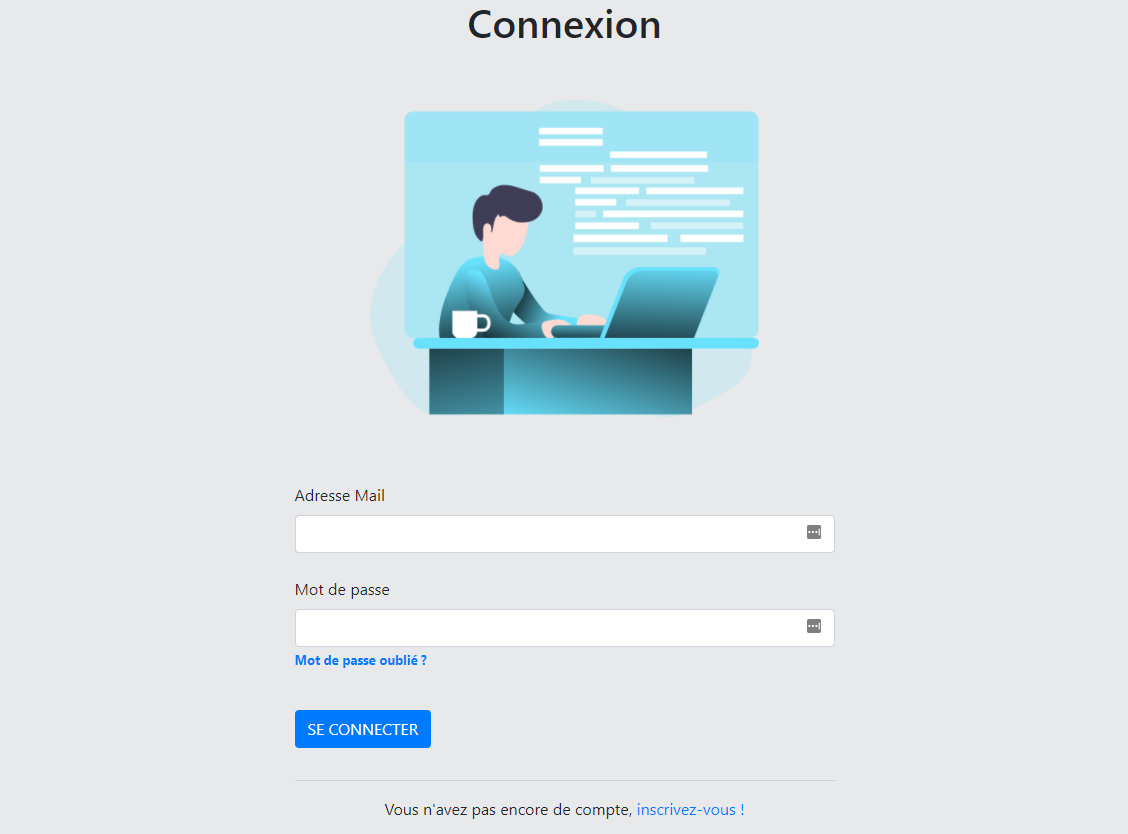 Connexion
Adresse Mail
Mot de passe
Mot de passe oublié ?
SE CONNECTER
Vous n'avez pas encore de compte, inscrivez-vous !